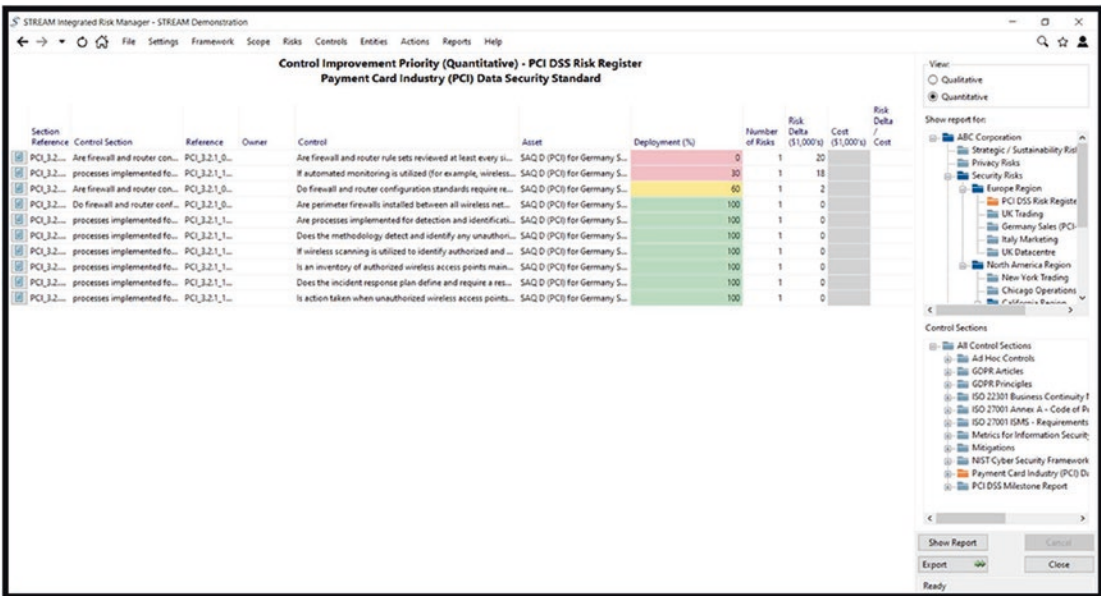 STREAM Integrated Risk Manager - STREAM Demonstration
File Settings Framework Scope Risks Controls Entities Actions Reports Help
Control Improvement Priority (Quantitative) - PCI DSS Risk Register
Payment Card Industry (PCI) Data Security Standard
Section Reference Control Section Reference Owner Control Asset Deployment (%) Number of Risks Risk Delta ($1,000's) Cost ($1,000's) Risk Delta / Cost
PCI_3.2.... Are firewall and router con... PCI_3.2.1_0... Are firewall and router rule sets reviewed at least every si... SAQ D (PCI) for Germany S... 0 1 20
PCI_3.2.... processes implemented fo... PCI_3.2.1_1... If automated monitoring is utilized (for example, wireless... SAQ D (PCI) for Germany S... 30 1 18
PCI_3.2.... Are firewall and router con... PCI_3.2.1_0... Do firewall and router configuration standards require re... SAQ D (PCI) for Germany S... 60 1 2
PCI_3.2.... Do firewall and router conf... PCI_3.2.1_0... Are perimeter firewalls installed between all wireless net... SAQ D (PCI) for Germany S... 100 1 0
PCI_3.2.... processes implemented fo... PCI_3.2.1_1... Are processes implemented for detection and identificati... SAQ D (PCI) for Germany S... 100 1 0
PCI_3.2.... processes implemented fo... PCI_3.2.1_1... Does the methodology detect and identify any unauthori... SAQ D (PCI) for Germany S... 100 1 0
PCI_3.2.... processes implemented fo... PCI_3.2.1_1... If wireless scanning is utilized to identify authorized and ... SAQ D (PCI) for Germany S... 100 1 0
PCI_3.2.... processes implemented fo... PCI_3.2.1_1... Is an inventory of authorized wireless access points main... SAQ D (PCI) for Germany S... 100 1 0
PCI_3.2.... processes implemented fo... PCI_3.2.1_1... Does the incident response plan define and require a res... SAQ D (PCI) for Germany S... 100 1 0
PCI_3.2.... processes implemented fo... PCI_3.2.1_1... Is action taken when unauthorized wireless access points... SAQ D (PCI) for Germany S... 100 1 0
View:
Qualitative
Quantitative
Show report for:
ABC Corporation
Strategic / Sustainability Ris
Privacy Risks
Security Risks
Europe Region
PCI DSS Risk Registe
UK Trading
Germany Sales (PCI-
Italy Marketing
UK Datacentre
North America Region
New York Trading
Chicago Operations
California Region
Control Sections
All Control Sections
Ad Hoc Controls
GDPR Articles
GDPR Principles
ISO 22301 Business Continuity
ISO 27001 Annex A - Code of Pr
ISO 27001 ISMS - Requirements
Metrics for Information Securit
Mitigations
NIST Cyber Security Framework
Payment Card Industry (PCI) Da
PCI DSS Milestone Report
Show Report Cancel
Export Close
Ready